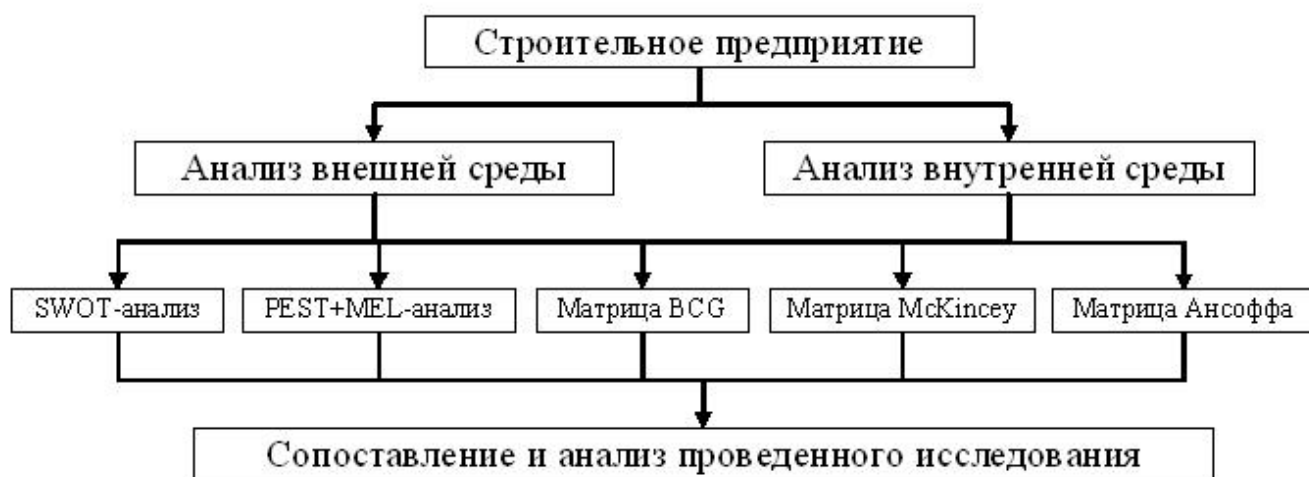 Строительное предприятие
Анализ внешней среды
Анализ внутренней среды
SWOT-анализ
PEST+MEL-анализ
Матрица BCG
Матрица McKincey
Матрица Ансоффа
Сопоставление и анализ проведенного исследования